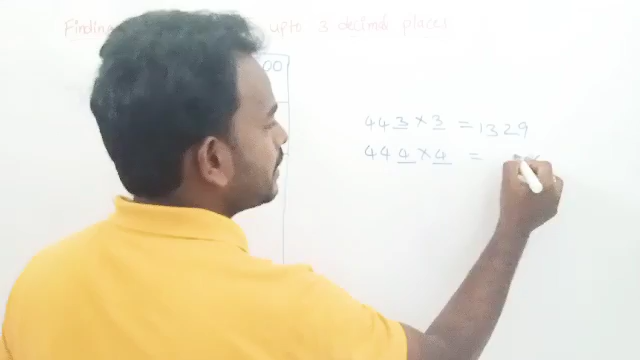 Finding upto 3 decimal places
00
443 × 3 = 1329
444 × 4 =